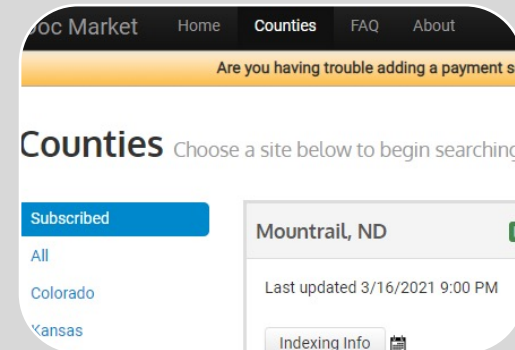 Doc Market Home Counties FAQ About
Are you having trouble adding a payment
Counties Choose a site below to begin searching
Subscribed
Mountrail, ND
All
Last updated 3/16/2021 9:00 PM
Colorado
Kansas
Indexing Info